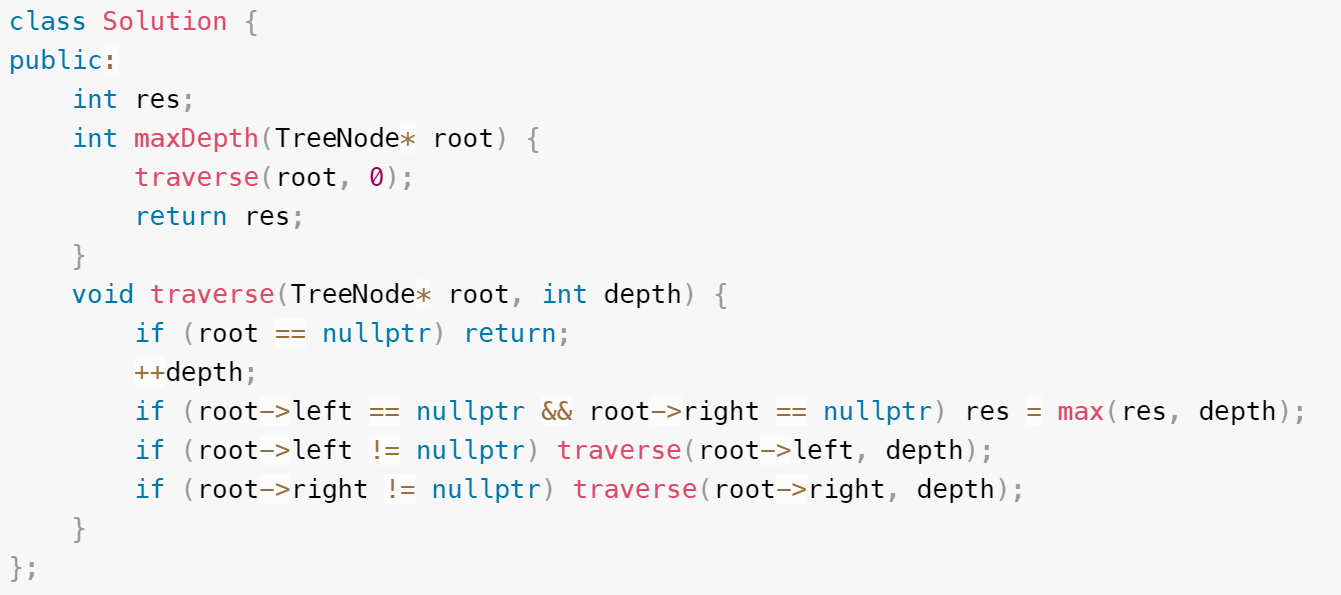 class Solution {
public:
    int res;
    int maxDepth(TreeNode* root) {
        traverse(root, 0);
        return res;
    }
    void traverse(TreeNode* root, int depth) {
        if (root == nullptr) return;
        ++depth;
        if (root->left == nullptr && root->right == nullptr) res = max(res, depth);
        if (root->left != nullptr) traverse(root->left, depth);
        if (root->right != nullptr) traverse(root->right, depth);
    }
};